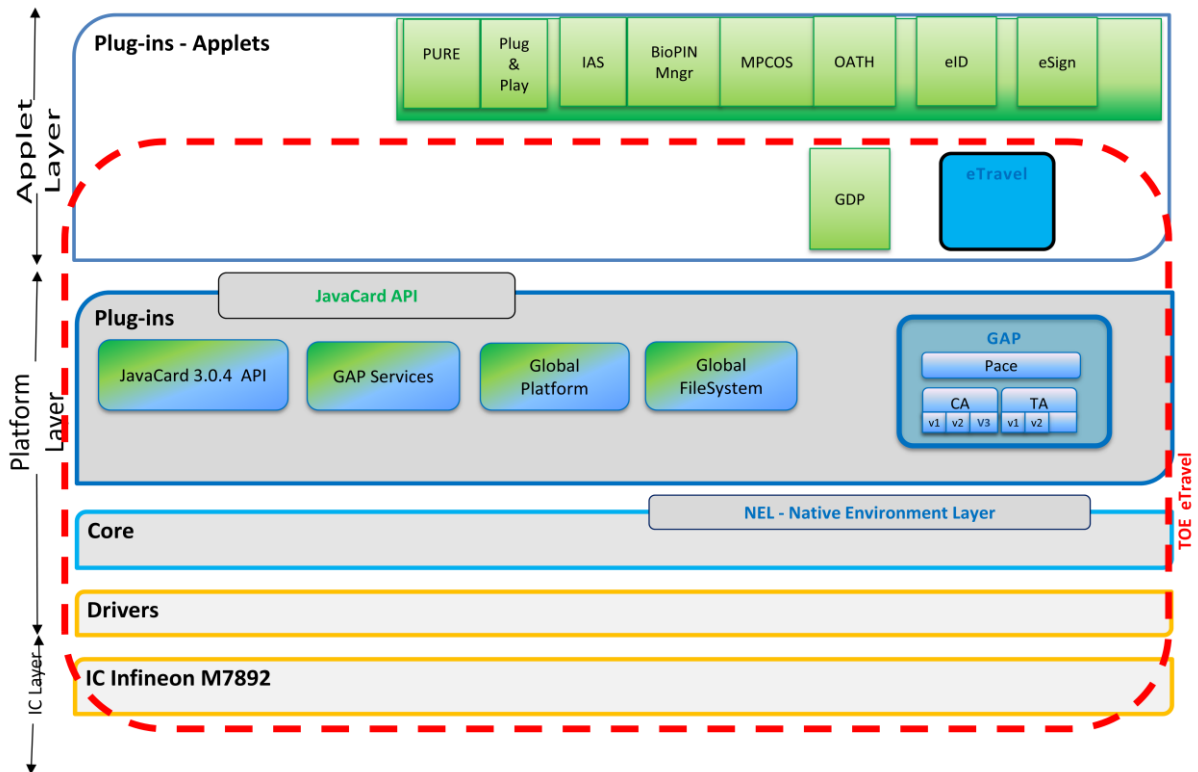 Plug-ins - Applets
PURE
Plug
&
Play
IAS
BioPIN
Mngr
MPCOS
OATH
eID
eSign
Applet
Layer
GDP
eTravel
JavaCard API
Plug-ins
JavaCard 3.0.4 API
GAP Services
Global
Platform
Global
FileSystem
GAP
Pace
CA
TA
v1
v2
V3
v1
v2
Platform
Layer
NEL - Native Environment Layer
Core
TOE eTravel
Drivers
IC Layer
IC Infineon M7892